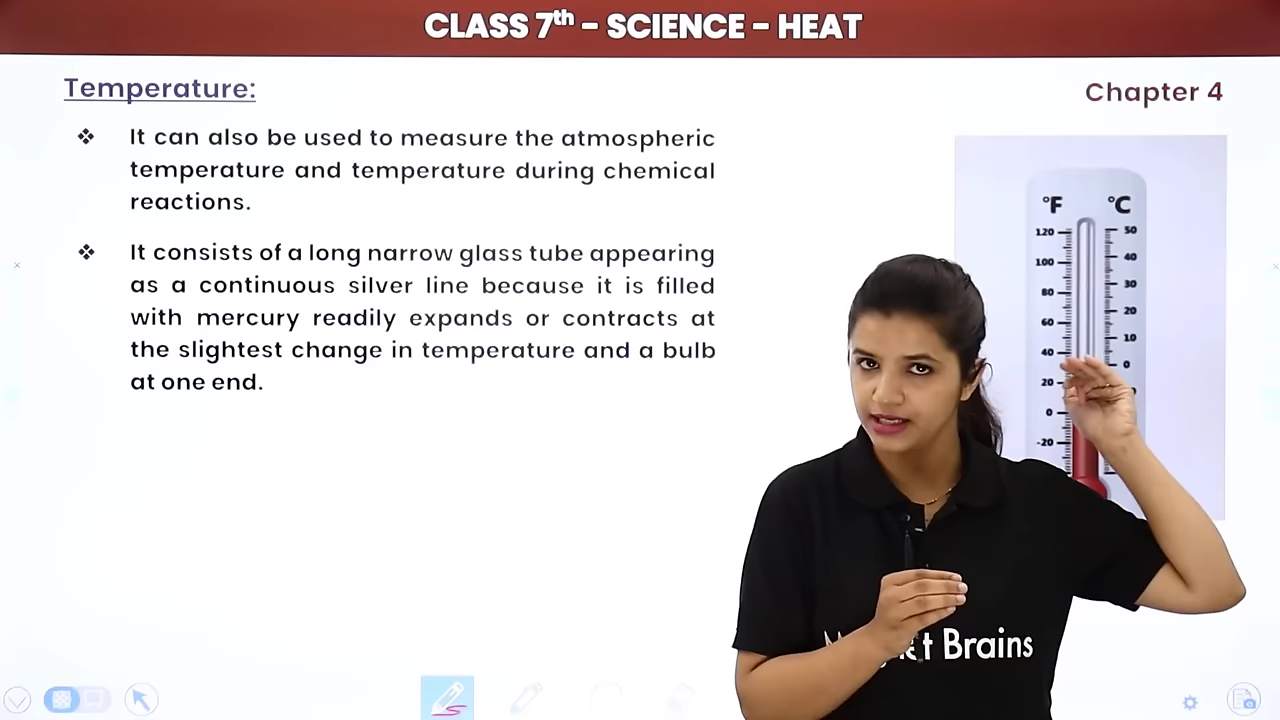 CLASS 7th - SCIENCE - HEAT
Temperature:
Chapter 4
It can also be used to measure the atmospheric
temperature and temperature during chemical
reactions.
It consists of a long narrow glass tube appearing
as a continuous silver line because it is filled
with mercury readily expands or contracts at
the slightest change in temperature and a bulb
at one end.
°F °C
120 50
100 40
80 30
60 20
40 10
20 0
0
-20
Brains